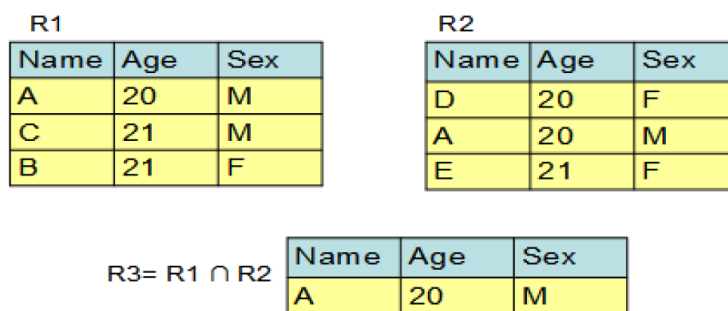 R1 R2
Name Age Sex Name Age Sex
A 20 M D 20 F
C 21 M A 20 M
B 21 F E 21 F
R3= R1 ∩ R2 Name Age Sex
A 20 M